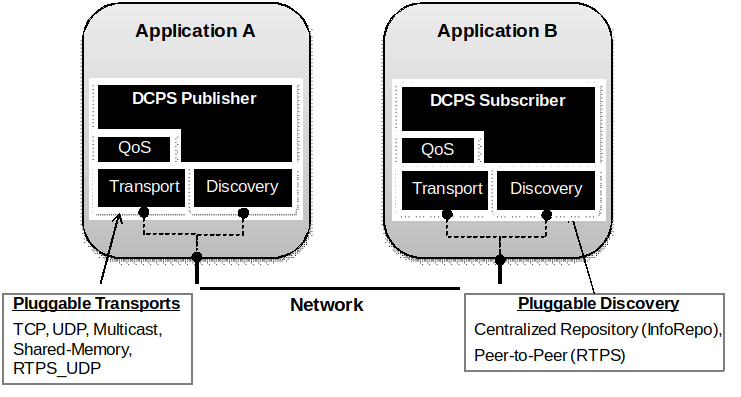 Application A
DCPS Publisher
QoS
Transport
Discovery
Application B
DCPS Subscriber
QoS
Transport
Discovery
Network
Pluggable Transports
TCP, UDP, Multicast,
Shared-Memory,
RTPS_UDP
Pluggable Discovery
Centralized Repository (InfoRepo),
Peer-to-Peer (RTPS)